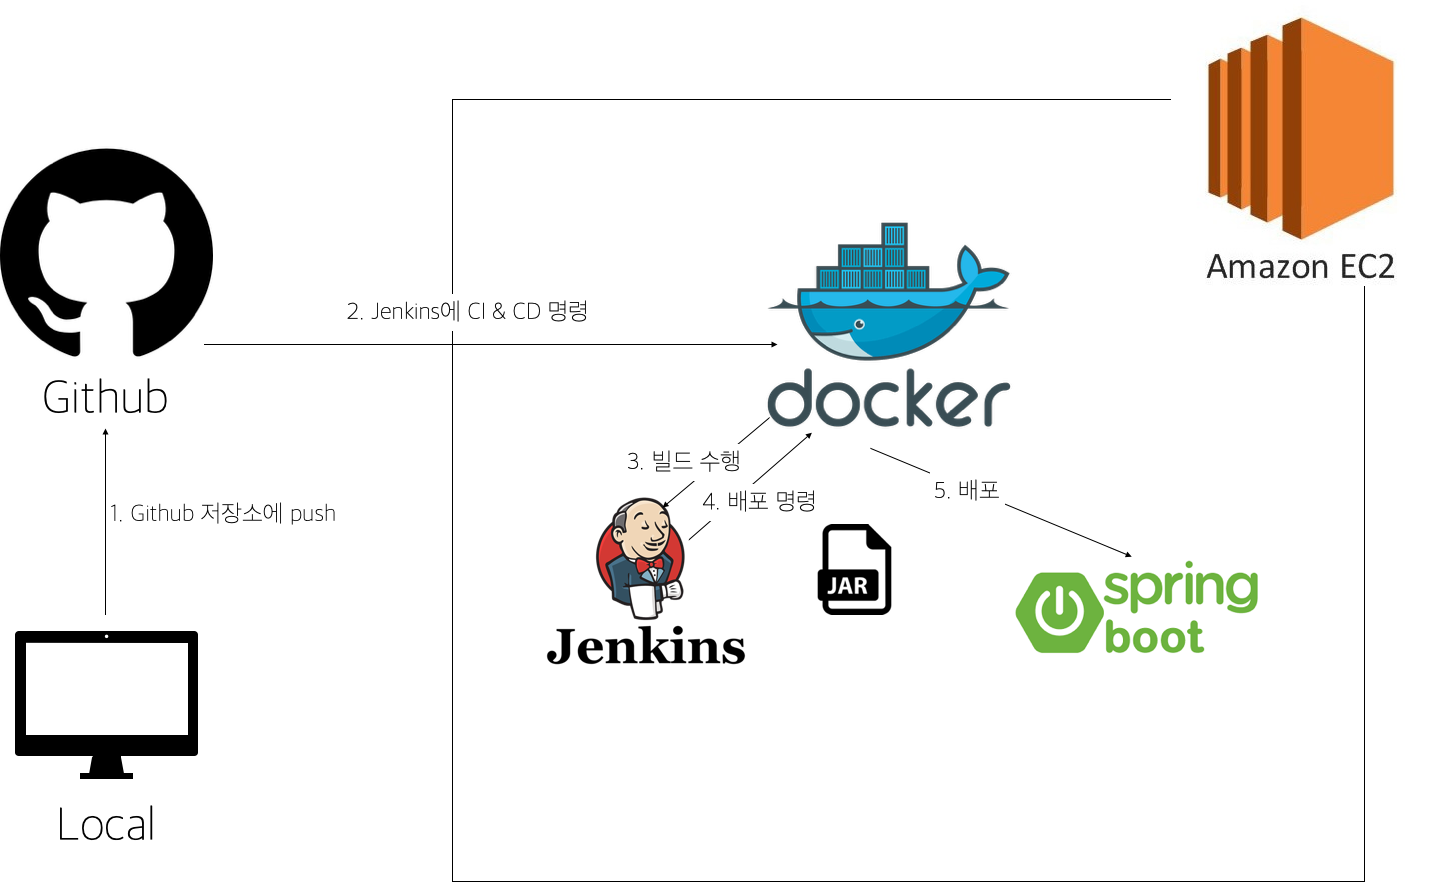 Amazon EC2
2. Jenkins에 CI & CD 명령
Github
docker
3. 빌드 수행
4. 배포 명령
5. 배포
1. Github 저장소에 push
JAR
Jenkins
spring
boot
Local